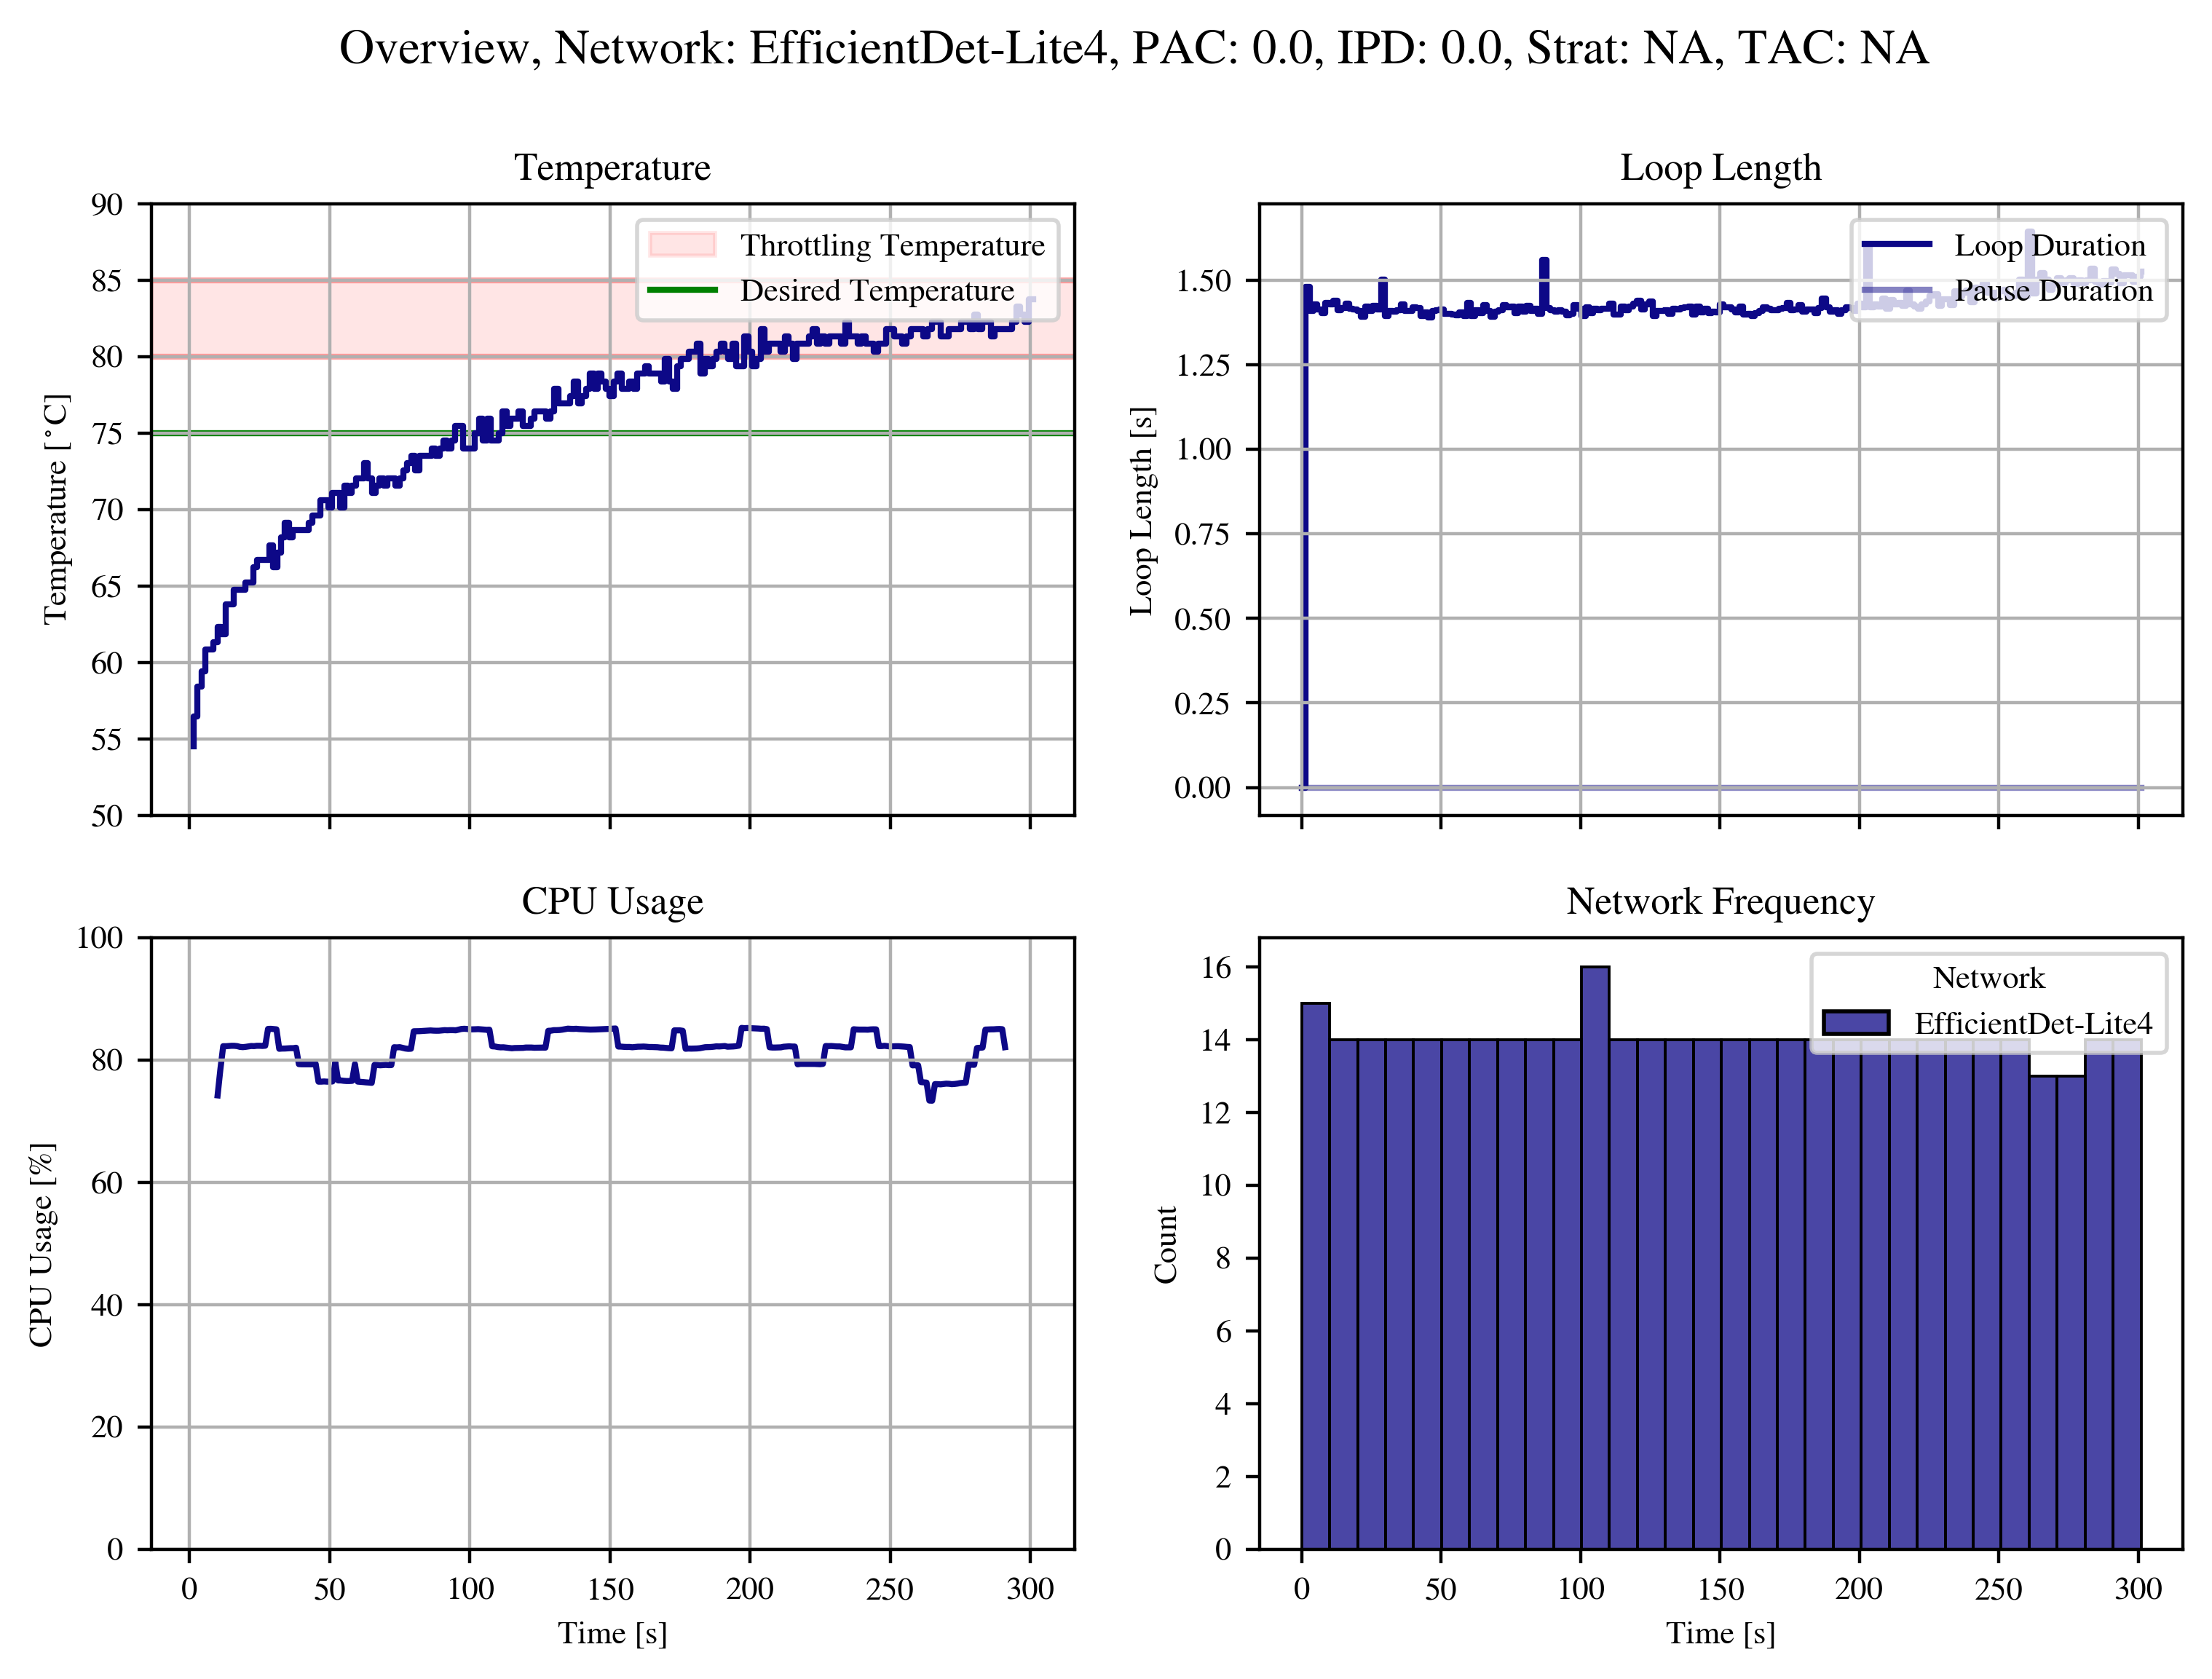 Overview, Network: EfficientDet-Lite4, PAC: 0.0, IPD: 0.0, Strat: NA, TAC: NA
Temperature
90
85
80
75
70
65
60
55
50
Temperature [°C]
Throttling Temperature
Desired Temperature
Loop Length
1.50
1.25
1.00
0.75
0.50
0.25
0.00
Loop Length [s]
Loop Duration
Pause Duration
CPU Usage
100
80
60
40
20
0
CPU Usage [%]
0 50 100 150 200 250 300
Time [s]
Network Frequency
16
14
12
10
8
6
4
2
0
Count
Network
EfficientDet-Lite4
0 50 100 150 200 250 300
Time [s]